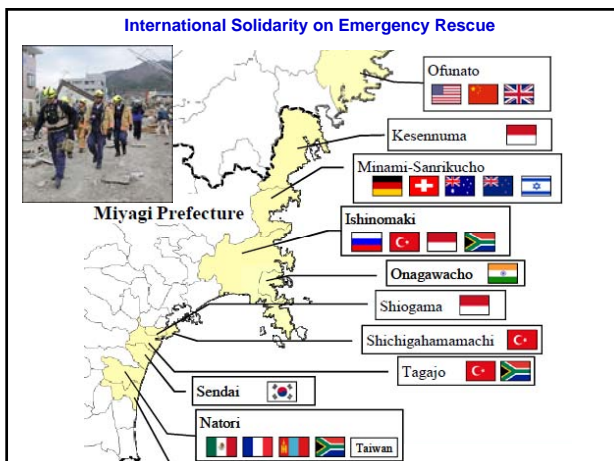 International Solidarity on Emergency Rescue
Ofunato
Kesennuma
Minami-Sanrikucho
Miyagi Prefecture
Ishinomaki
Onagawacho
Shiogama
Shichigahamamachi
Tagajo
Sendai
Natori
Taiwan